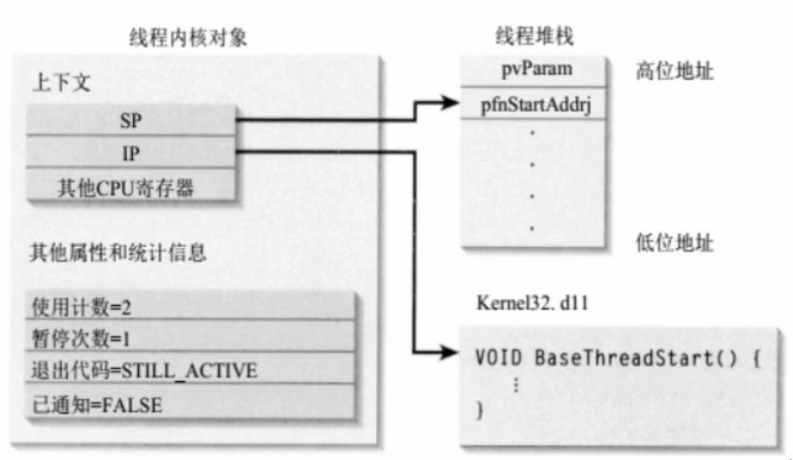 线程内核对象
上下文
SP
IP
其他CPU寄存器
其他属性和统计信息
使用计数=2
暂停次数=1
退出代码=STILL_ACTIVE
已通知=FALSE
线程堆栈
pvParam
pfnStartAddrj
高位地址
低位地址
Kernel32. d11
VOID BaseThreadStart() {
⋮
}